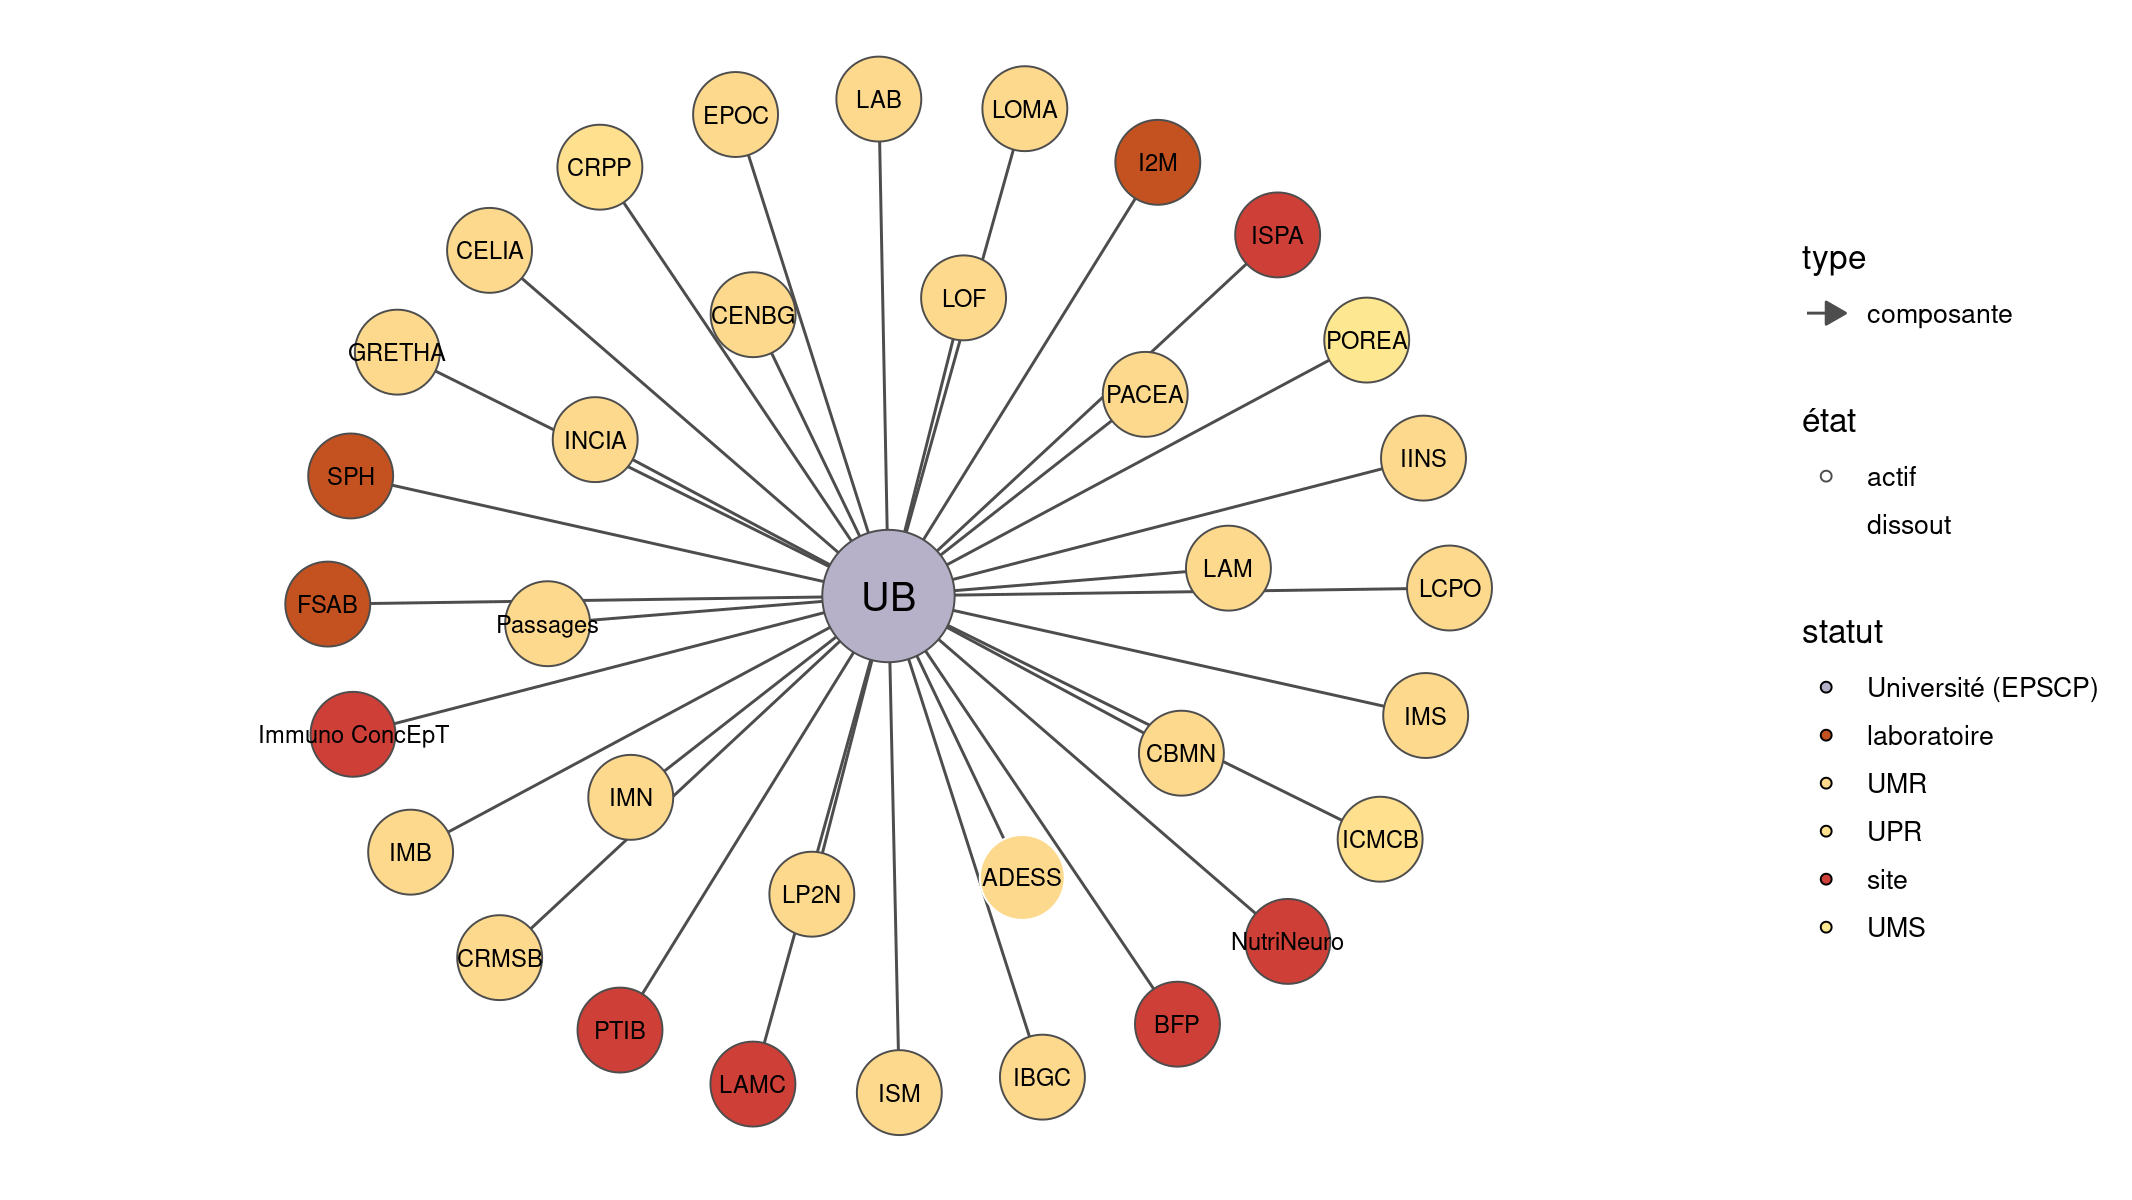 LAB
LOMA
EPOC
I2M
CRPP
ISPA
CELIA
LOF
CENBG
POREA
GRETHA
PACEA
INCIA
IINS
SPH
LAM
LCPO
UB
FSAB
Passages
IMS
Immuno ConcEpT
CBMN
IMN
ICMCB
IMB
ADESS
LP2N
NutriNeuro
CRMSB
BFP
PTIB
IBGC
LAMC
ISM
type
composante
état
actif
dissout
statut
Université (EPSCP)
laboratoire
UMR
UPR
site
UMS